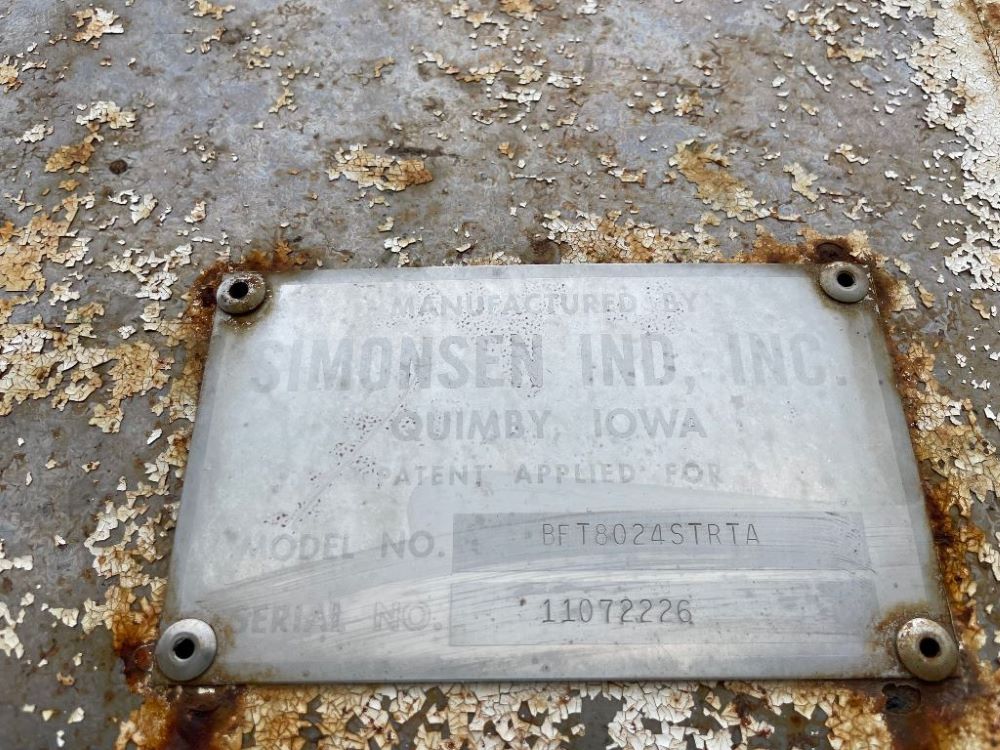 MANUFACTURED BY
SIMONSEN IND, INC.
QUIMBY, IOWA
PATENT APPLIED FOR
MODEL NO. BFT8024STRTA
SERIAL NO. 11072226